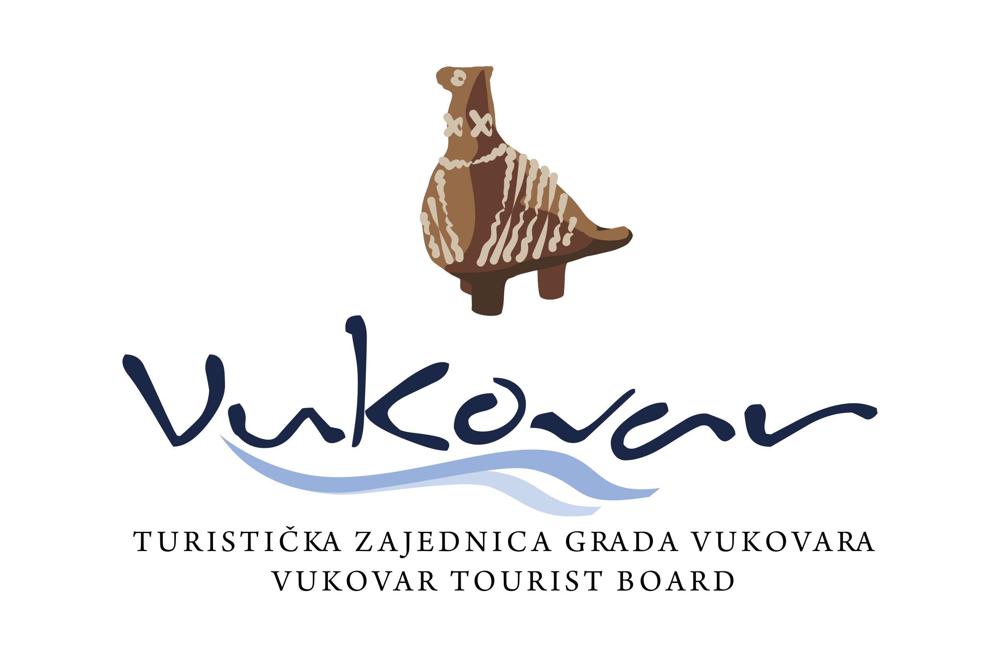 vukovar
TURISTIČKA ZAJEDNICA GRADA VUKOVARA
VUKOVAR TOURIST BOARD